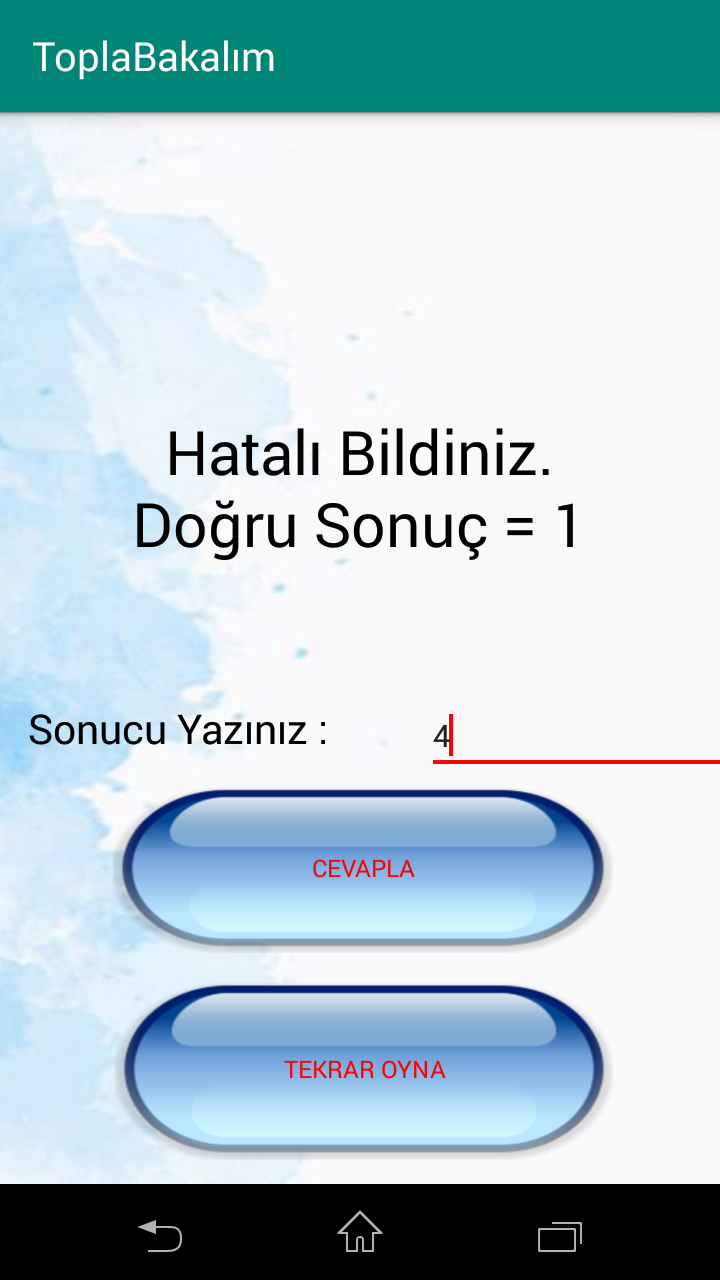 ToplaBakalım
Hatalı Bildiniz.
Doğru Sonuç = 1
Sonucu Yazınız : 4
CEVAPLA
TEKRAR OYNA